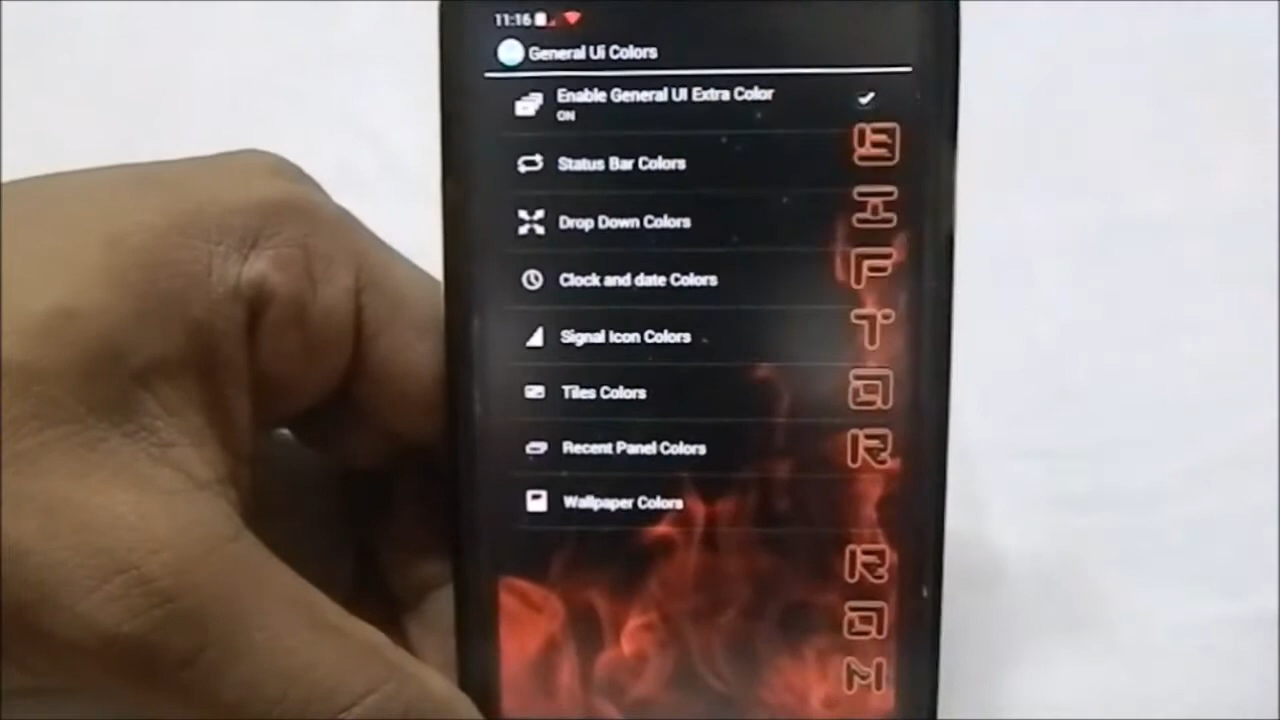 11:16
General Ui Colors
Enable General UI Extra Color
ON
Status Bar Colors
Drop Down Colors
Clock and date Colors
Signal Icon Colors
Tiles Colors
Recent Panel Colors
Wallpaper Colors
RaM